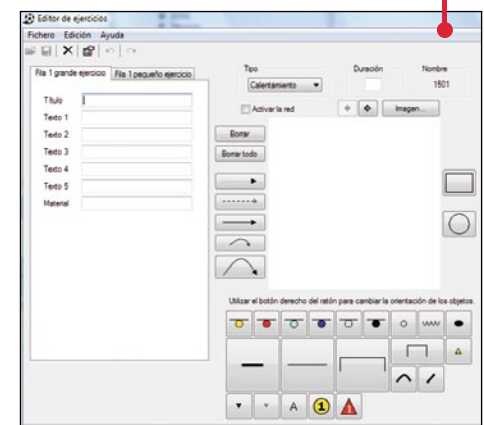 Editor de ejercicios
Fichero Edición Ayuda
Fila 1 grande ejercicio Fila 1 pequeño ejercicio
Título
Texto 1
Texto 2
Texto 3
Texto 4
Texto 5
Material
Tipo Duración Nombre
Calentamiento 1501
Activar la red Imagen...
Borrar
Borrar todo
Utilizar el botón derecho del ratón para cambiar la orientación de los objetos.
A 1